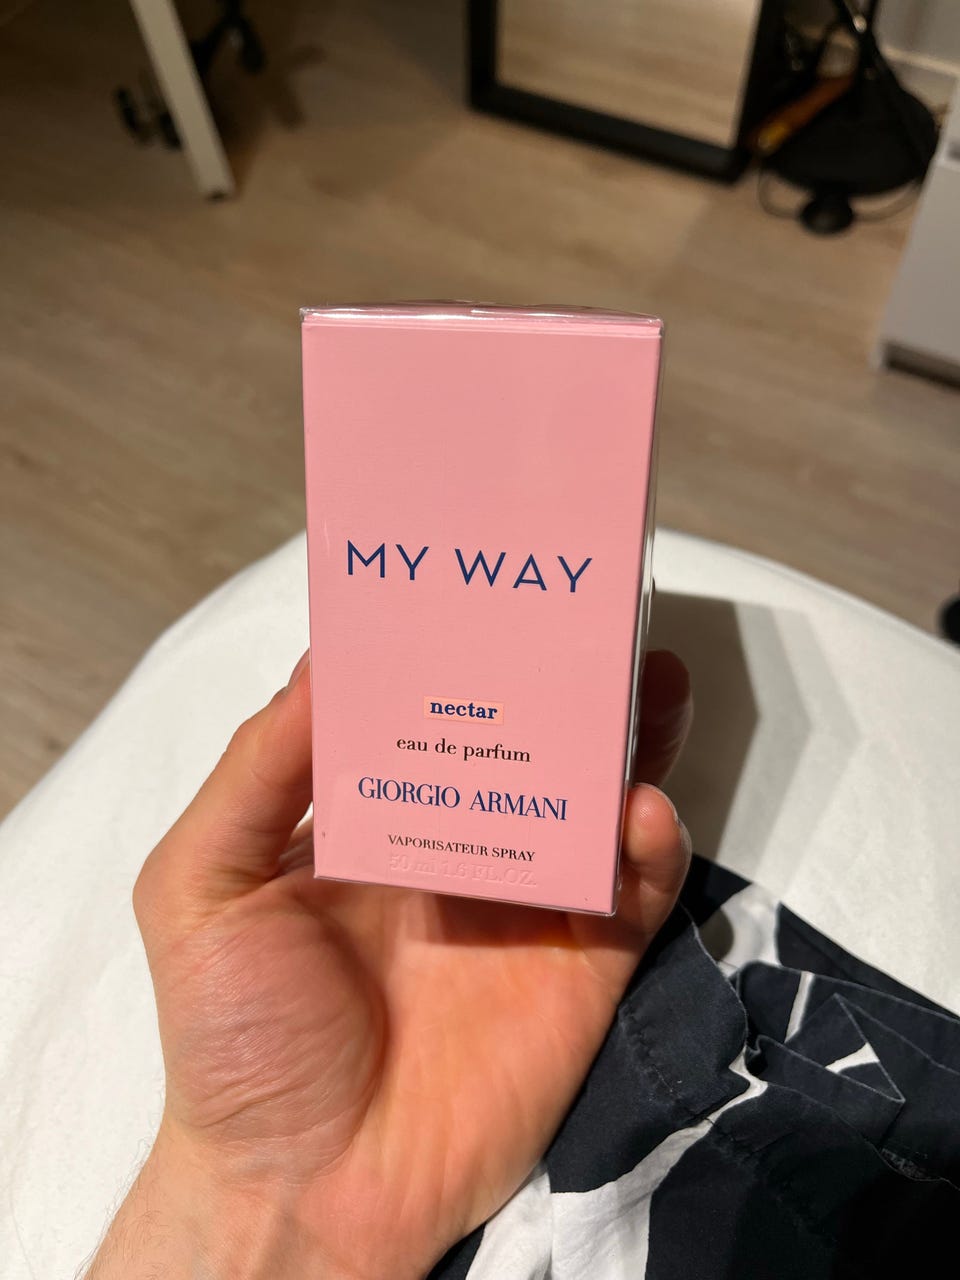 MY WAY
nectar
eau de parfum
GIORGIO ARMANI
VAPORISATEUR SPRAY
50 ml 1.6 FL.OZ.